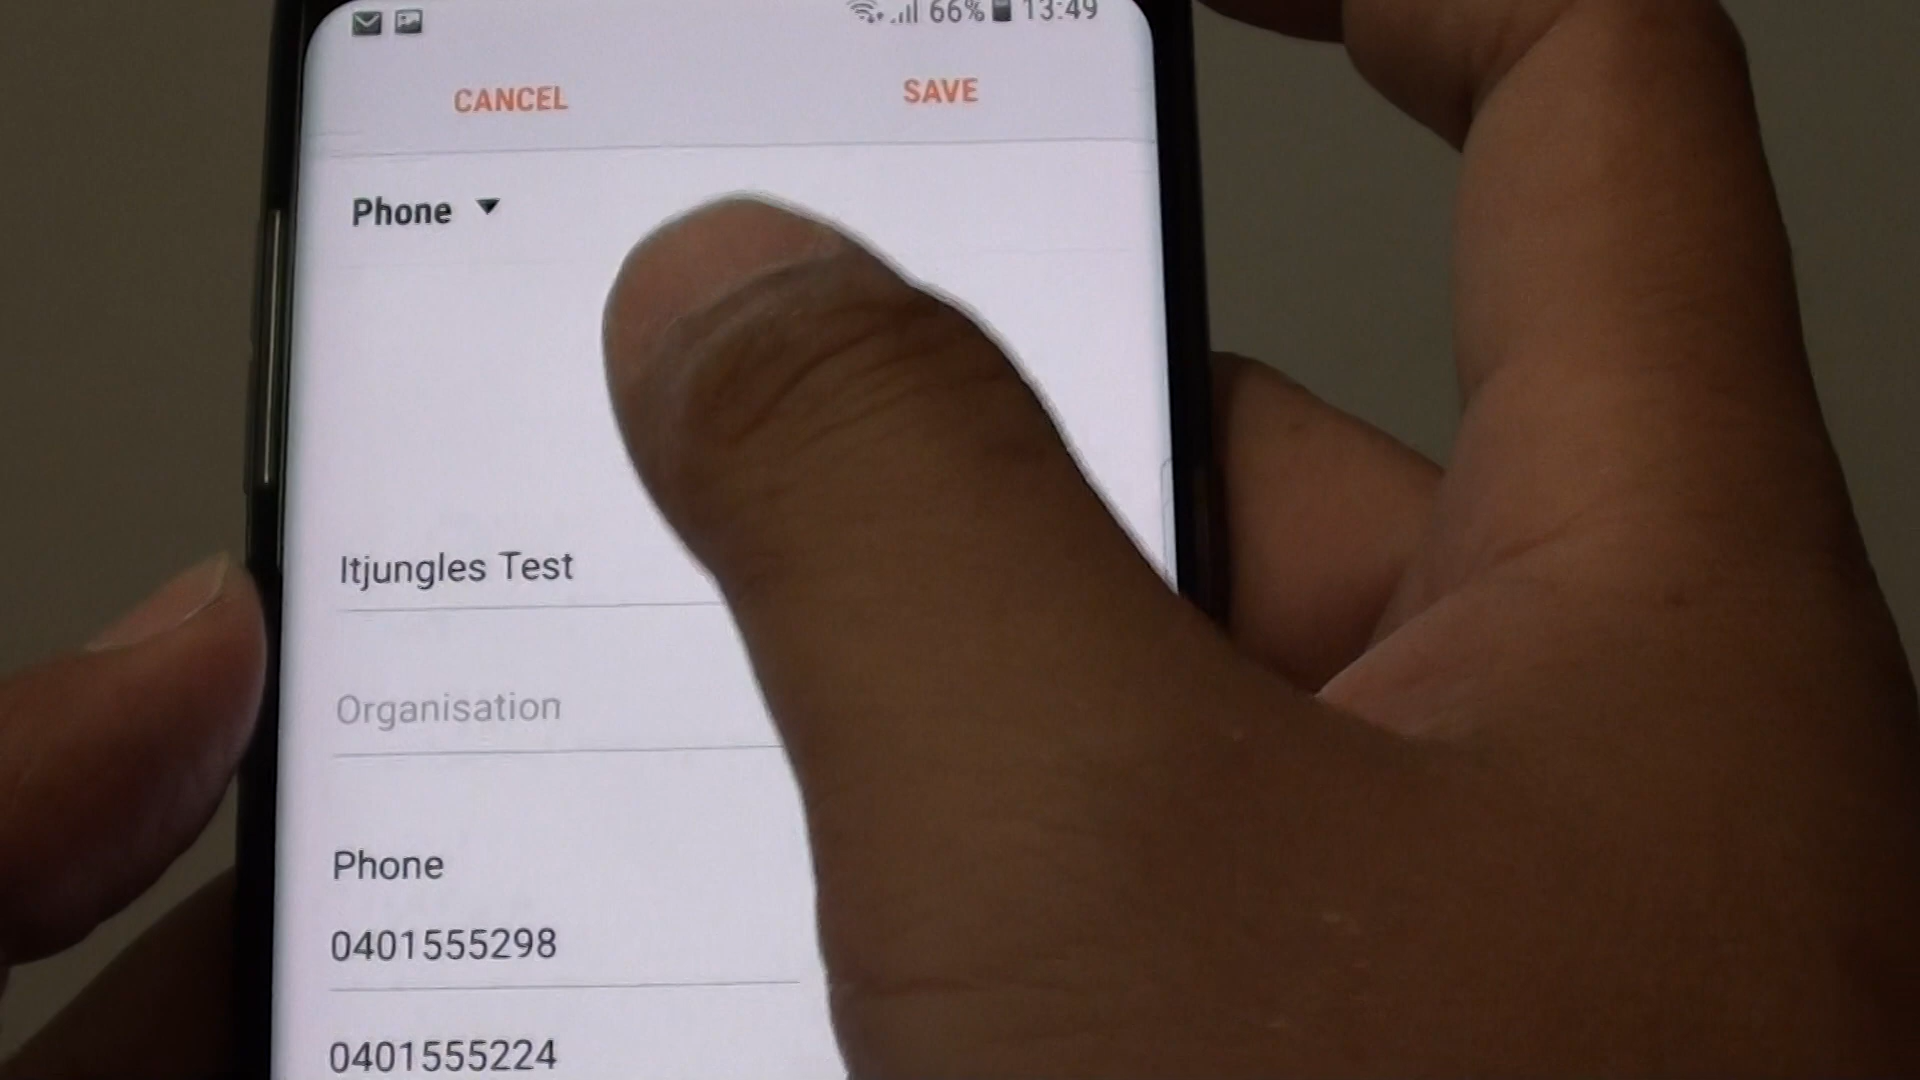 66% 13:49
CANCEL SAVE
Phone
Itjungles Test
Organisation
Phone
0401555298
0401555224